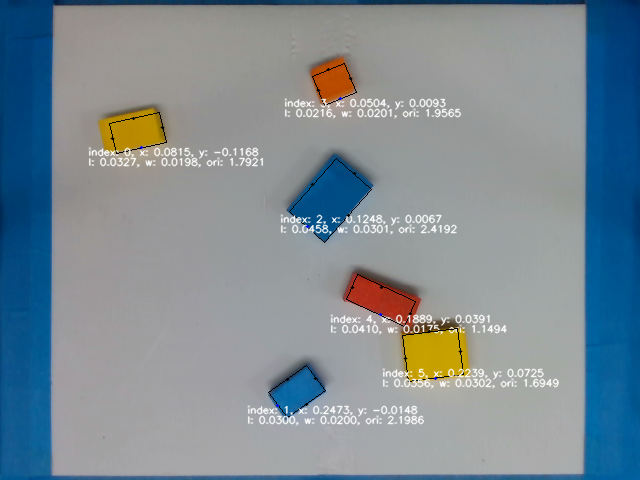 index: 3, x: 0.0504, y: 0.0093
l: 0.0216, w: 0.0201, ori: 1.9565
index: 0, x: 0.0815, y: -0.1168
l: 0.0327, w: 0.0198, ori: 1.7921
index: 2, x: 0.1248, y: 0.0067
l: 0.0458, w: 0.0301, ori: 2.4192
index: 4, x: 0.1889, y: 0.0391
l: 0.0410, w: 0.0175, ori: 1.1494
index: 5, x: 0.2239, y: 0.0725
l: 0.0356, w: 0.0302, ori: 1.6949
index: 1, x: 0.2473, y: -0.0148
l: 0.0300, w: 0.0200, ori: 2.1986